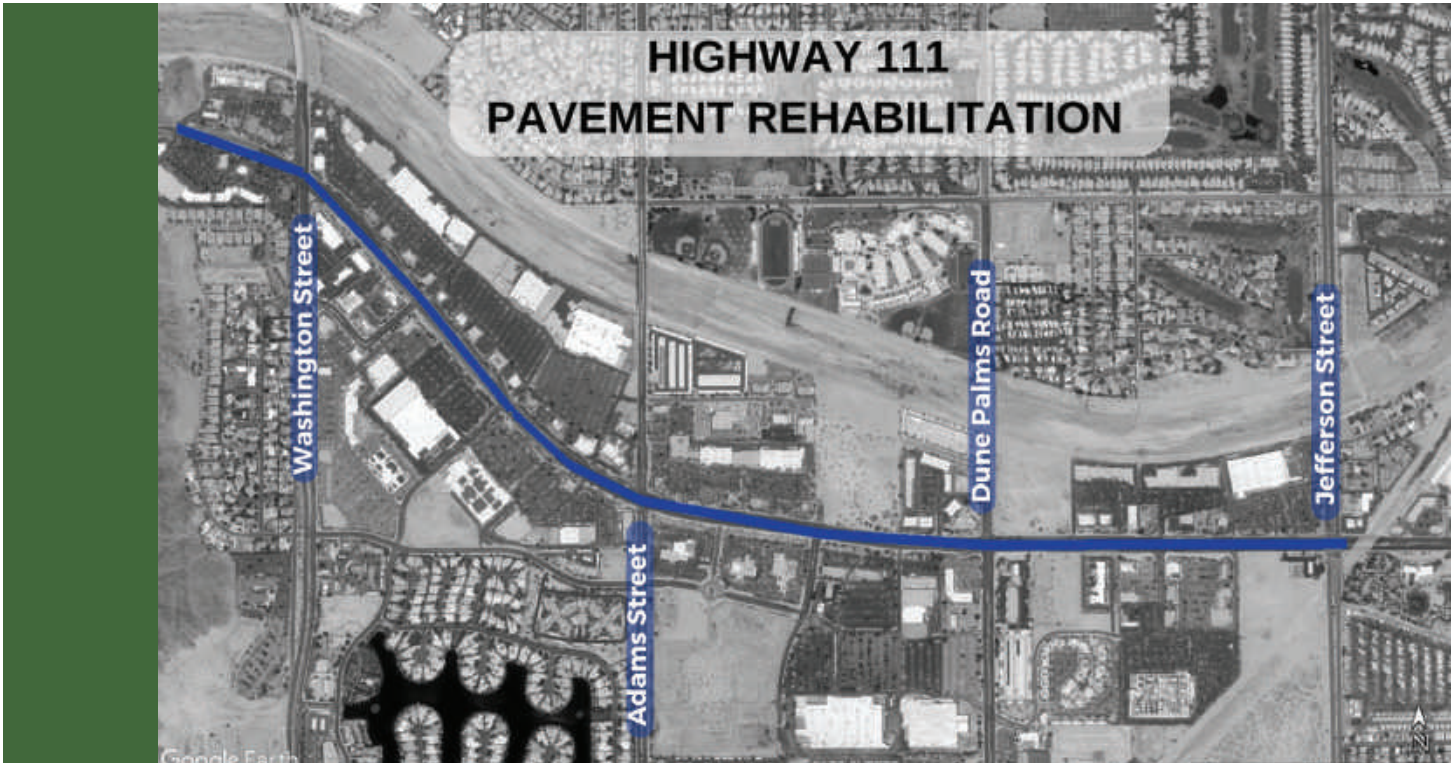 HIGHWAY 111
PAVEMENT REHABILITATION
Washington Street
Adams Street
Dune Palms Road
Jefferson Street
Google Earth
N